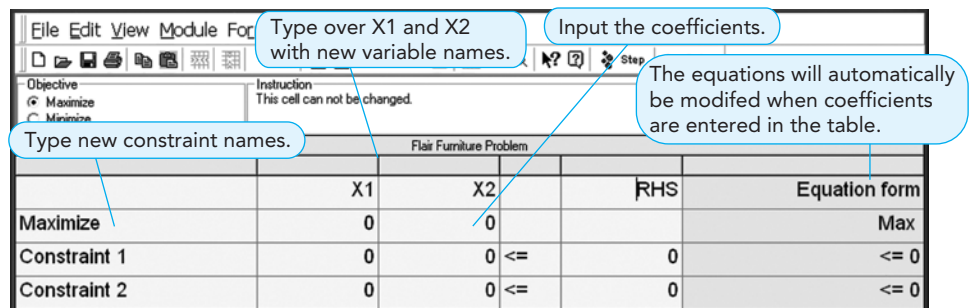 File Edit View Module For
Type over X1 and X2
with new variable names.
Input the coefficients.
Step
The equations will automatically
be modifed when coefficients
are entered in the table.
Objective
Maximize
Minimize
Instruction
This cell can not be changed.
Type new constraint names.
Flair Furniture Problem
X1 X2 RHS Equation form
Maximize 0 0 Max
Constraint 1 0 0 <= 0 <= 0
Constraint 2 0 0 <= 0 <= 0